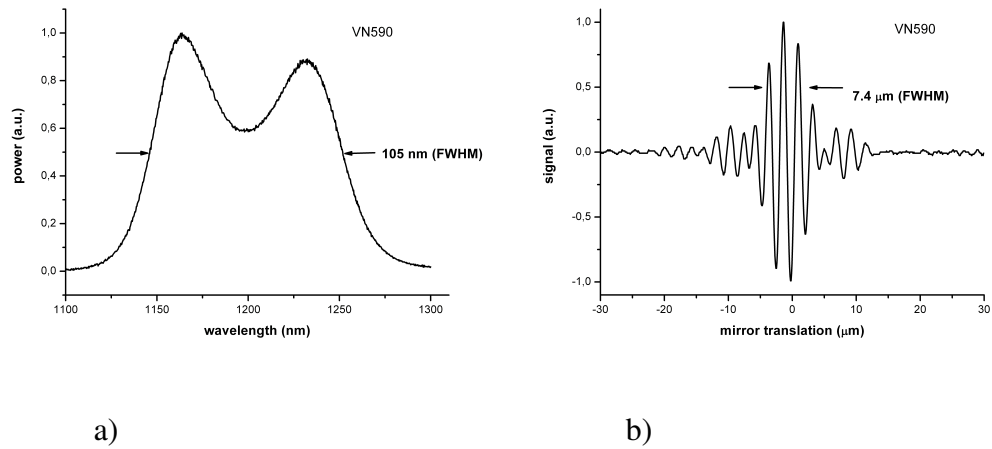 VN590
1,0
0,8
0,6
0,4
0,2
0,0
power (a.u.)
105 nm (FWHM)
1100 1150 1200 1250 1300
wavelength (nm)
a)
VN590
1,0
0,5
0,0
-0,5
-1,0
signal (a.u.)
7.4 μm (FWHM)
-30 -20 -10 0 10 20 30
mirror translation (μm)
b)